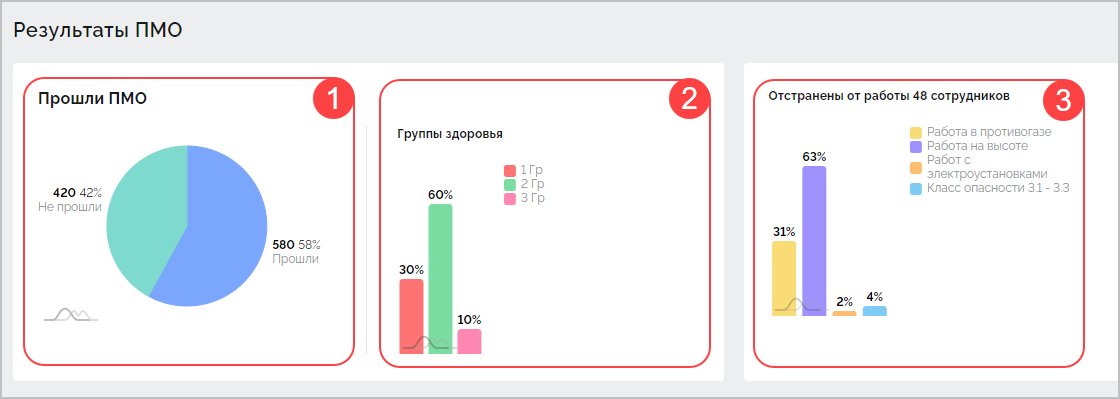 Результаты ПМО
Прошли ПМО
1
420 42%
Не прошли
580 58%
Прошли
2
Группы здоровья
1 Гр
2 Гр
3 Гр
30%
60%
10%
3
Отстранены от работы 48 сотрудников
Работа в противогазе
Работа на высоте
Работ с
электроустановками
Класс опасности 3.1 - 3.3
31%
63%
2%
4%